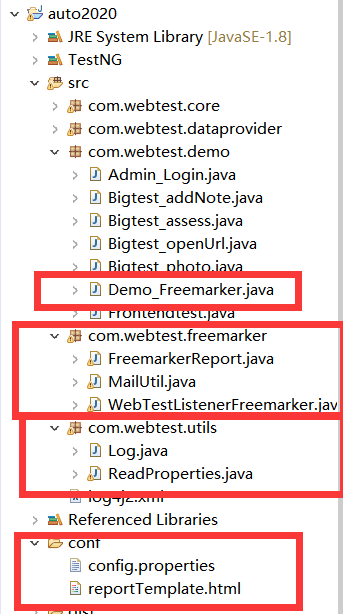 auto2020
JRE System Library [JavaSE-1.8]
TestNG
src
com.webtest.core
com.webtest.dataprovider
com.webtest.demo
Admin_Login.java
Bigtest_addNote.java
Bigtest_assess.java
Bigtest_openUrl.java
Bigtest_photo.java
Demo_Freemarker.java
Frontendtest.java
com.webtest.freemarker
FreemarkerReport.java
MailUtil.java
WebTestListenerFreemarker.jav
com.webtest.utils
Log.java
ReadProperties.java
log4j2.xml
Referenced Libraries
conf
config.properties
reportTemplate.html